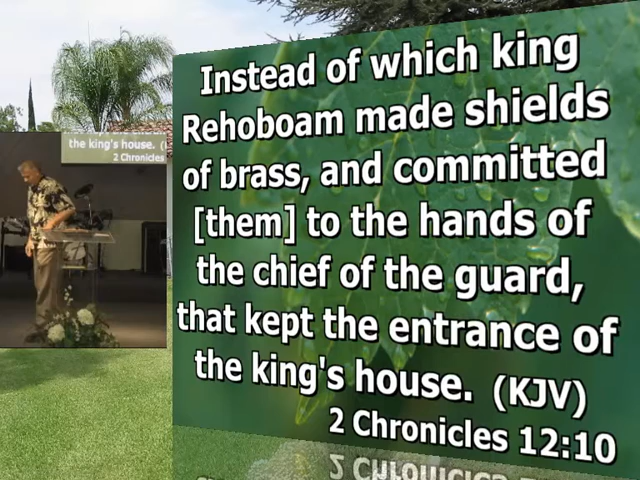 Instead of which king
Rehoboam made shields
of brass, and committed
[them] to the hands of
the chief of the guard,
that kept the entrance of
the king's house. (KJV)
2 Chronicles 12:10
the king's house.
2 Chronicles